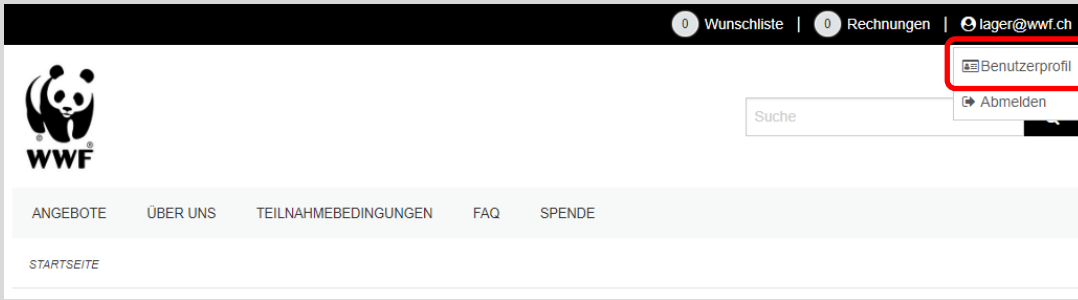 0 Wunschliste | 0 Rechnungen | lager@wwf.ch
Benutzerprofil
Abmelden
Suche
WWF
ANGEBOTE ÜBER UNS TEILNAHMEBEDINGUNGEN FAQ SPENDE
STARTSEITE